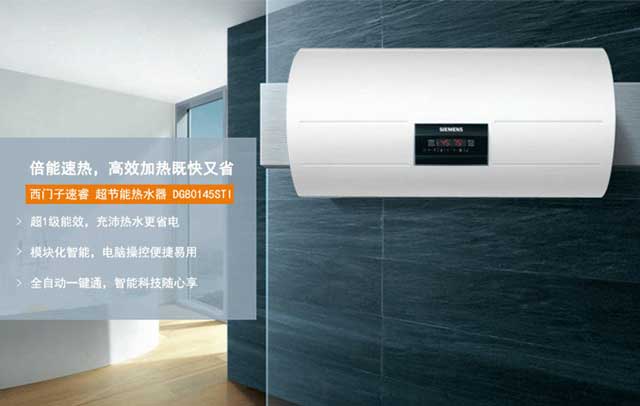 倍能速热，高效加热既快又省
西门子速睿 超节能热水器 DG80145STI
超1级能效，充沛热水更省电
模块化智能，电脑操控便捷易用
全自动一键通，智能科技随心享
SIEMENS